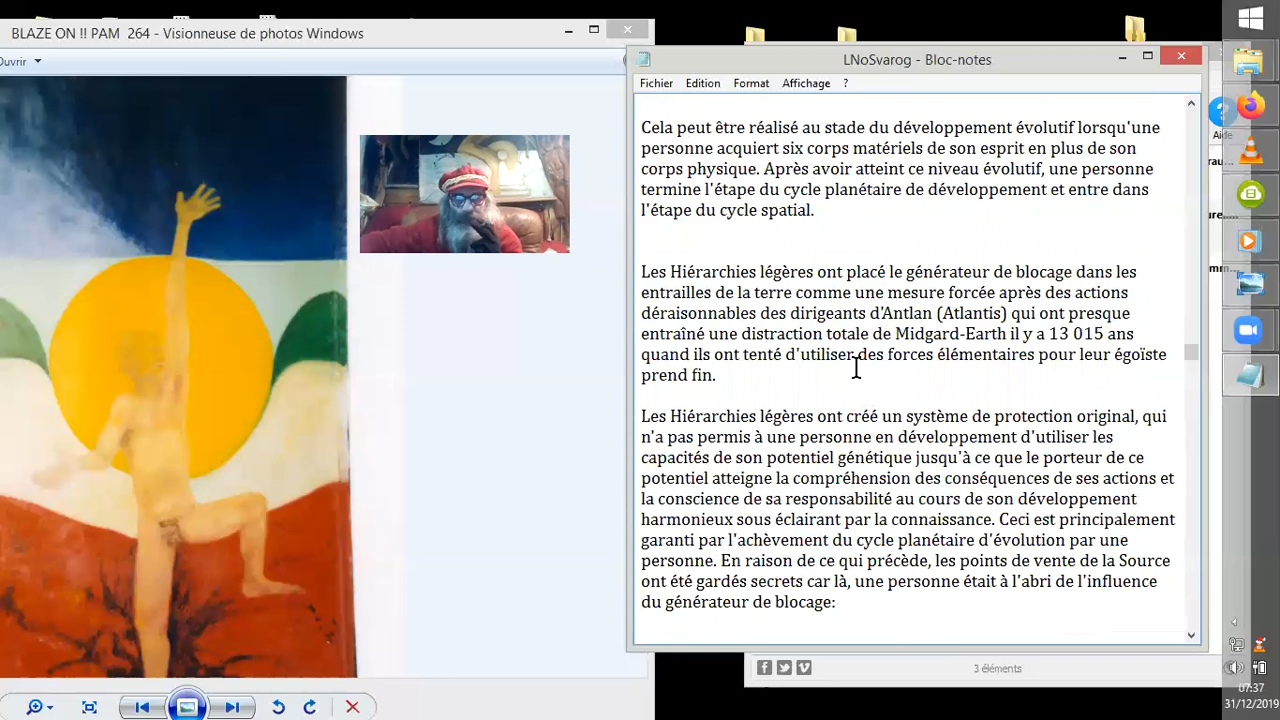 BLAZE ON !! PAM 264 - Visionneuse de photos Windows
Ouvrir
LNoSvarog - Bloc-notes
Fichier Edition Format Affichage ?
Cela peut être réalisé au stade du développement évolutif lorsqu'une
personne acquiert six corps matériels de son esprit en plus de son
corps physique. Après avoir atteint ce niveau évolutif, une personne
termine l'étape du cycle planétaire de développement et entre dans
l'étape du cycle spatial.
Les Hiérarchies légères ont placé le générateur de blocage dans les
entrailles de la terre comme une mesure forcée après des actions
déraisonnables des dirigeants d'Antlan (Atlantis) qui ont presque
entraîné une distraction totale de Midgard-Earth il y a 13 015 ans
quand ils ont tenté d'utiliser des forces élémentaires pour leur égoïste
prend fin.
Les Hiérarchies légères ont créé un système de protection original, qui
n'a pas permis à une personne en développement d'utiliser les
capacités de son potentiel génétique jusqu'à ce que le porteur de ce
potentiel atteigne la compréhension des conséquences de ses actions et
la conscience de sa responsabilité au cours de son développement
harmonieux sous éclairant par la connaissance. Ceci est principalement
garanti par l'achèvement du cycle planétaire d'évolution par une
personne. En raison de ce qui précède, les points de vente de la Source
ont été gardés secrets car là, une personne était à l'abri de l'influence
du générateur de blocage:
3 éléments
Aide
07:37
31/12/2019